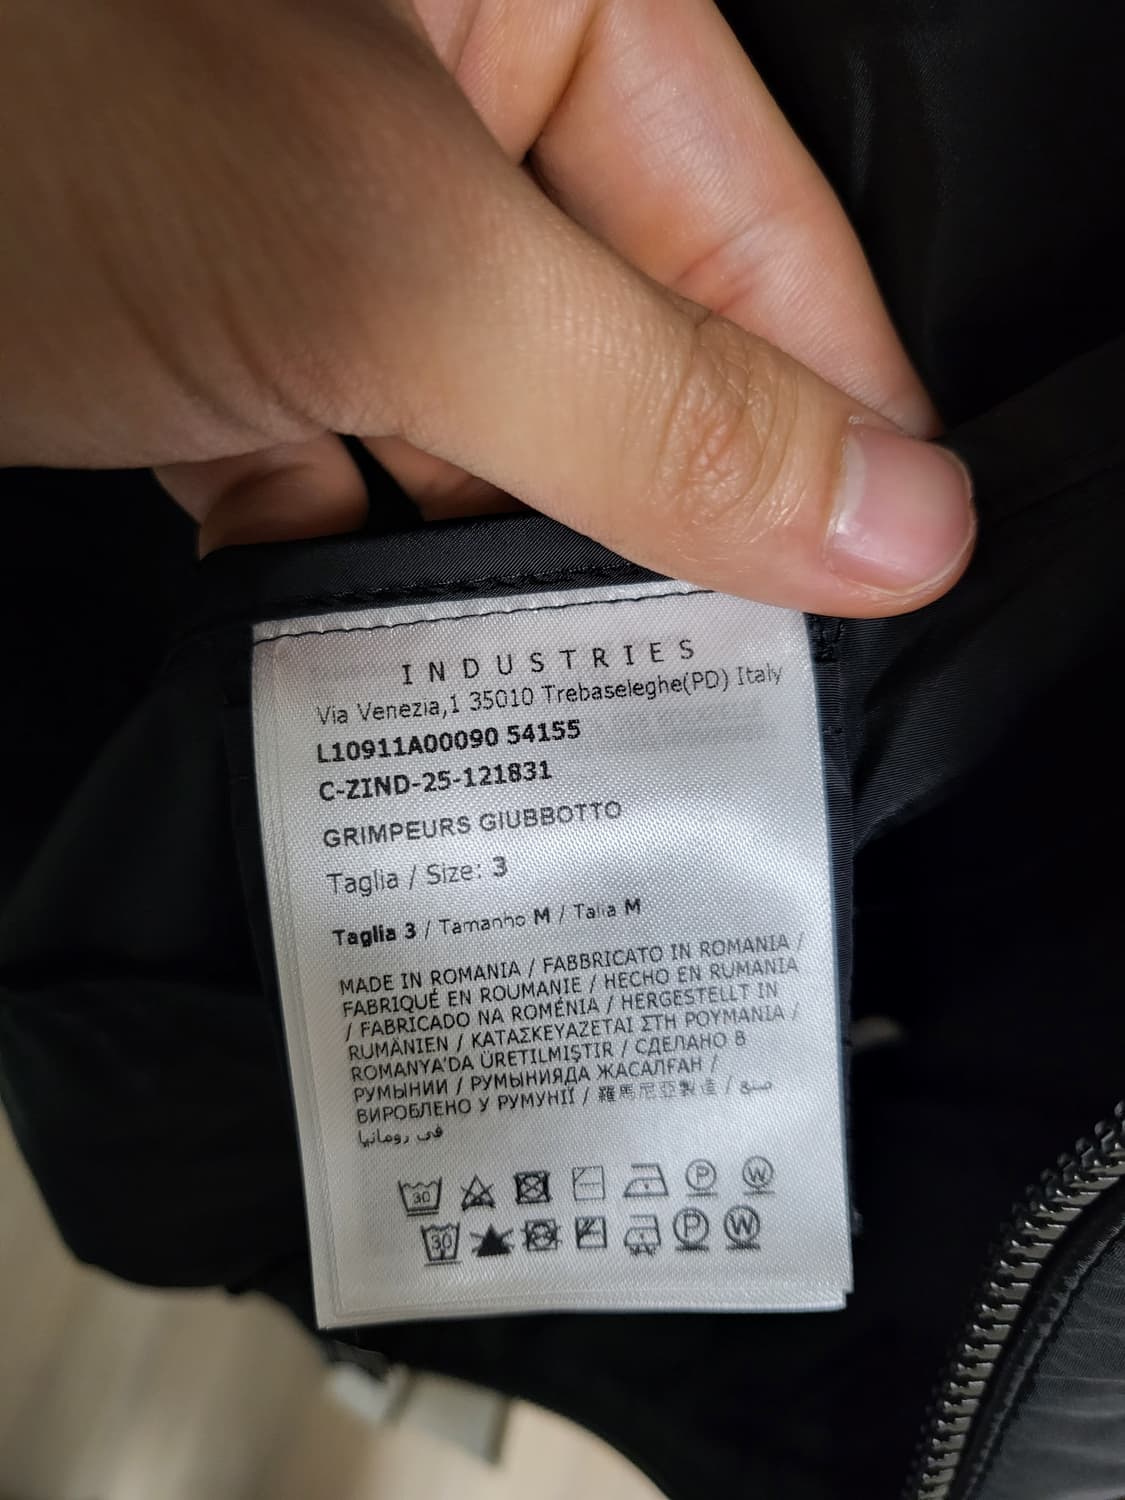 INDUSTRIES
Via Venezia,1 35010 Trebaseleghe(PD) Italy
L10911A00090 54155
C-ZIND-25-121831
GRIMPEURS GIUBBOTTO
Taglia / Size: 3
Taglia 3 / Tamanho M / Talia M
MADE IN ROMANIA / FABBRICATO IN ROMANIA /
FABRIQUÉ EN ROUMANIE / HECHO EN RUMANIA
/ FABRICADO NA ROMÉNIA / HERGESTELLT IN
RUMÄNIEN / ΚΑΤΑΣΚΕΥΑΖΕΤΑΙ ΣΤΗ ΡΟΥΜΑΝΙΑ /
ROMANYA'DA ÜRETILMIŞTIR / СДЕЛАНО В
РУМЫНИИ / РУМЫНИЯДА ЖАСАЛҒАН /
ВИРОБЛЕНО У РУМУНІЇ / 羅馬尼亞製造 / صنع
في رومانيا
30 P W
30 P W